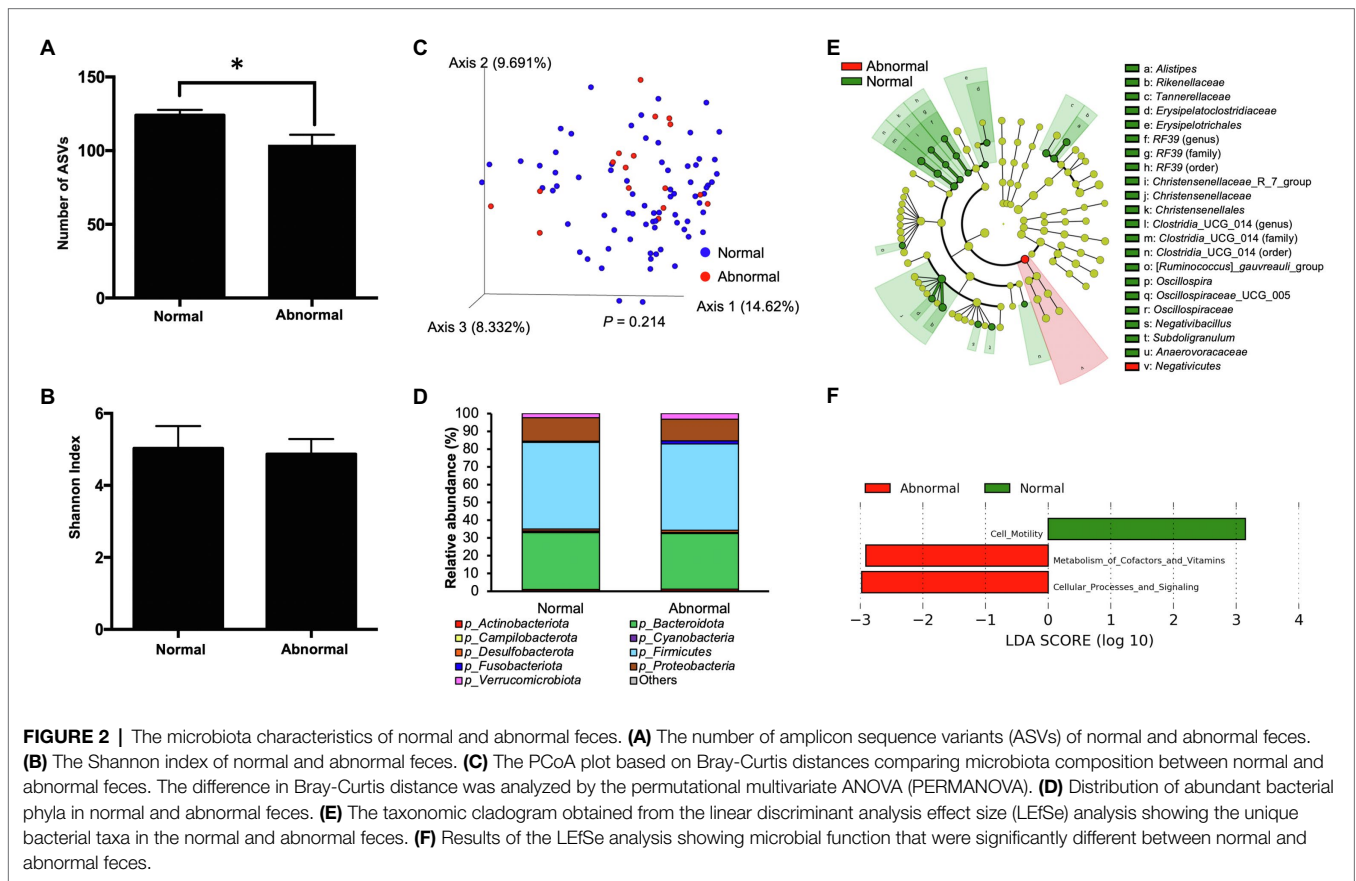 A
150
100
50
0
Number of ASVs
*
Normal
Abnormal
B
6
4
2
0
Shannon Index
Normal
Abnormal
C
Axis 2 (9.691%)
Normal
Abnormal
Axis 1 (14.62%)
Axis 3 (8.332%)
P = 0.214
D
100
90
80
70
60
50
40
30
20
10
0
Relative abundance (%)
Normal
Abnormal
p_Actinobacteriota
p_Bacteroidota
p_Campilobacterota
p_Cyanobacteria
p_Desulfobacterota
p_Firmicutes
p_Fusobacteriota
p_Proteobacteria
p_Verrucomicrobiota
Others
E
Abnormal
Normal
a: Alistipes
b: Rikenellaceae
c: Tannerellaceae
d: Erysipelatoclostridiaceae
e: Erysipelotrichales
f: RF39 (genus)
g: RF39 (family)
h: RF39 (order)
i: Christensenellaceae_R_7_group
j: Christensenellaceae
k: Christensenellales
l: Clostridia_UCG_014 (genus)
m: Clostridia_UCG_014 (family)
n: Clostridia_UCG_014 (order)
o: [Ruminococcus]_gauvreauli_group
p: Oscillospira
q: Oscillospiraceae_UCG_005
r: Oscillospiraceae
s: Negativibacillus
t: Subdoligranulum
u: Anaerovoracaceae
v: Negativicutes
F
Abnormal
Normal
Cell_Motility
Metabolism_of_Cofactors_and_Vitamins
Cellular_Processes_and_Signaling
−3 −2 −1 0 1 2 3 4
LDA SCORE (log 10)
FIGURE 2 | The microbiota characteristics of normal and abnormal feces. (A) The number of amplicon sequence variants (ASVs) of normal and abnormal feces.
(B) The Shannon index of normal and abnormal feces. (C) The PCoA plot based on Bray-Curtis distances comparing microbiota composition between normal and
abnormal feces. The difference in Bray-Curtis distance was analyzed by the permutational multivariate ANOVA (PERMANOVA). (D) Distribution of abundant bacterial
phyla in normal and abnormal feces. (E) The taxonomic cladogram obtained from the linear discriminant analysis effect size (LEfSe) analysis showing the unique
bacterial taxa in the normal and abnormal feces. (F) Results of the LEfSe analysis showing microbial function that were significantly different between normal and
abnormal feces.